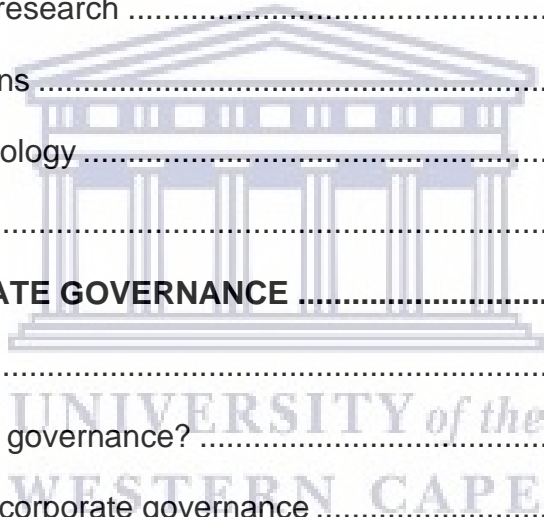 research ..............................
ns ..............................
ology ..............................
..............................
ATE GOVERNANCE ..............................
..............................
UNIVERSITY of the
governance? ..............................
WESTERN CAPE
corporate governance ..............................